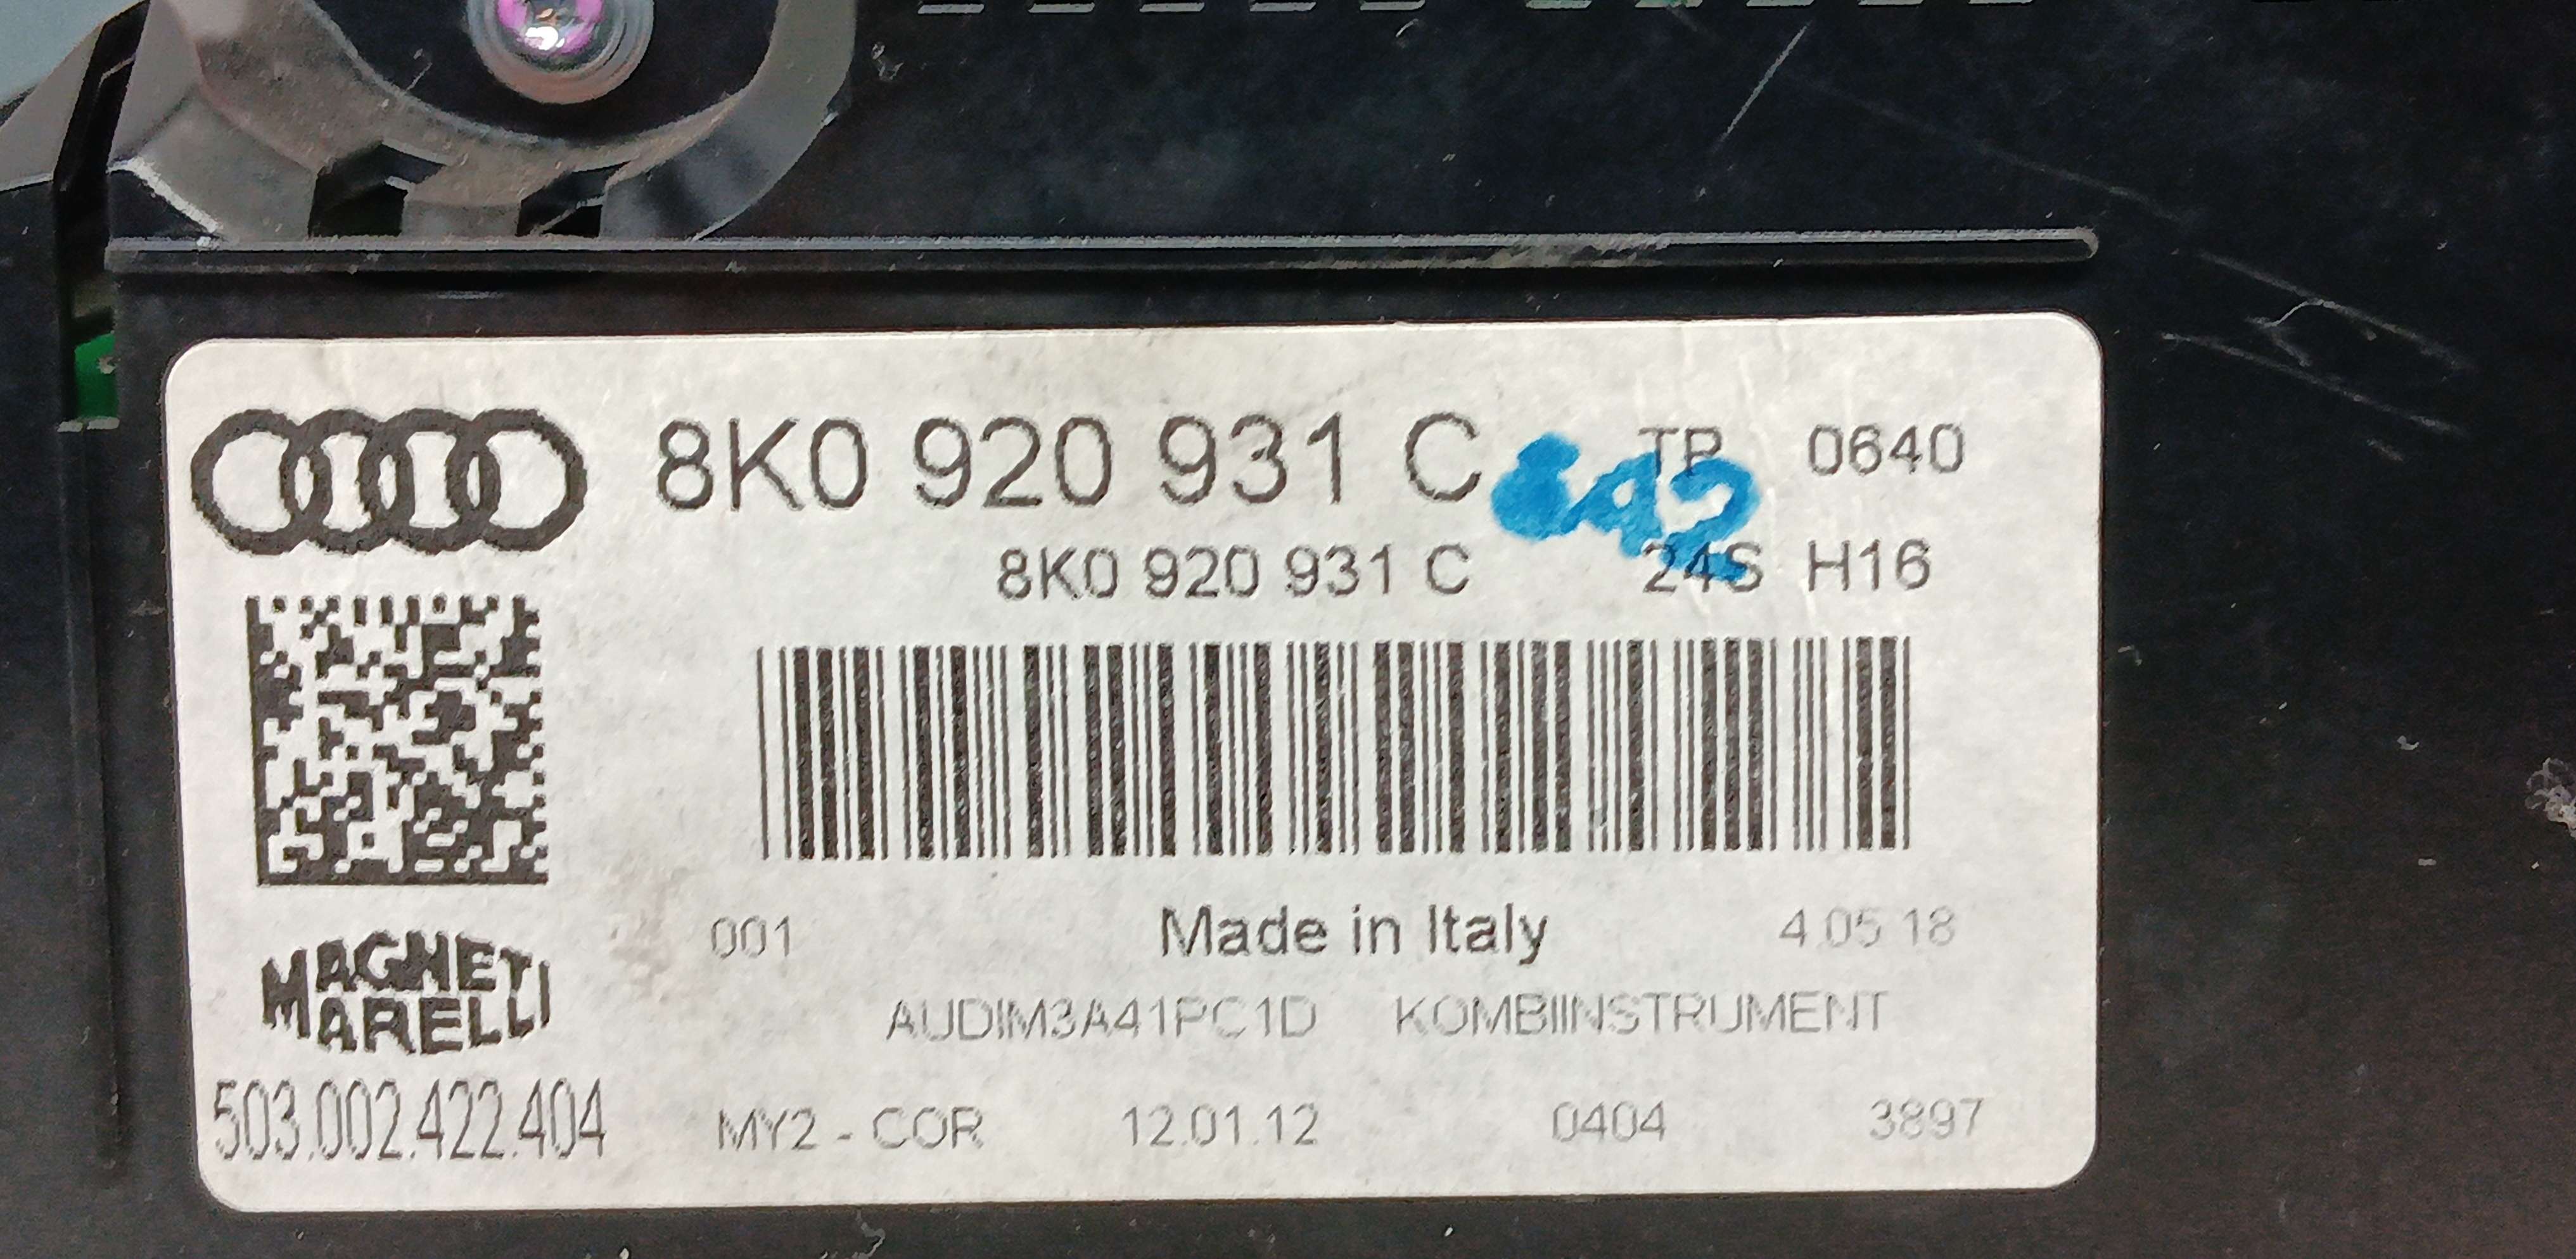 8K0 920 931 C TP 0640
8K0 920 931 C 24S H16
001 Made in Italy 4.05 18
MAGNETI
MARELLI
AUDIM3A41PC1D KOMBIINSTRUMENT
503.002.422.404 MY2 - COR 12.01.12 0404 3897